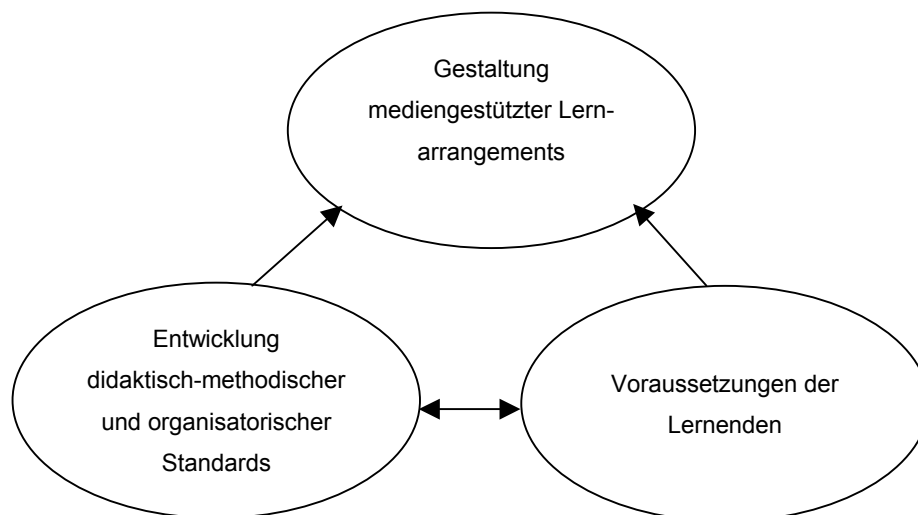 Gestaltung
mediengestützter Lern-
arrangements
Entwicklung
didaktisch-methodischer
und organisatorischer
Standards
Voraussetzungen der
Lernenden